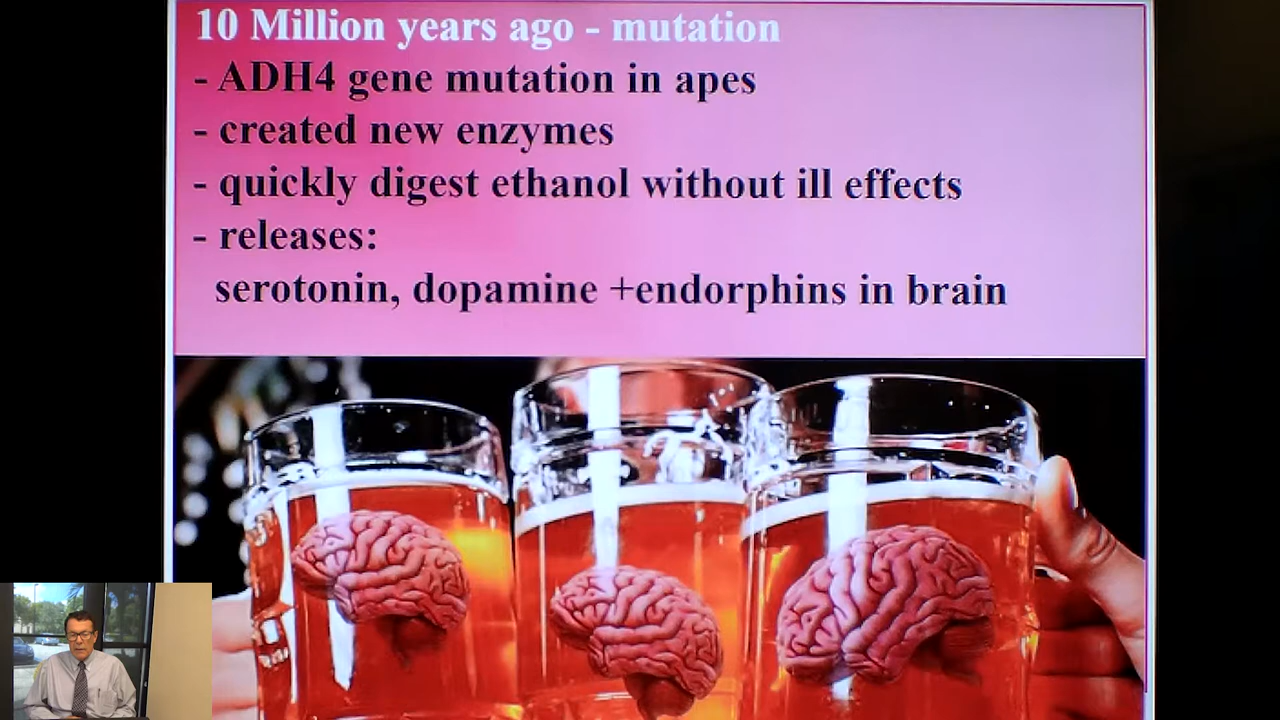 10 Million years ago - mutation
- ADH4 gene mutation in apes
- created new enzymes
- quickly digest ethanol without ill effects
- releases:
serotonin, dopamine +endorphins in brain